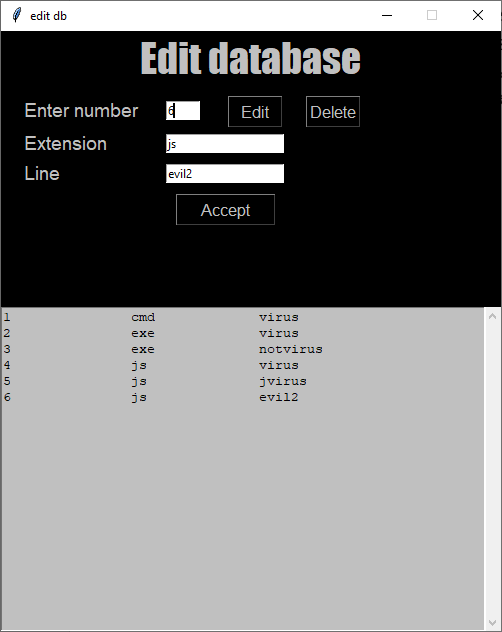 edit db
Edit database
Enter number 6 Edit Delete
Extension js
Line evil2
Accept
1 cmd virus
2 exe virus
3 exe notvirus
4 js virus
5 js jvirus
6 js evil2